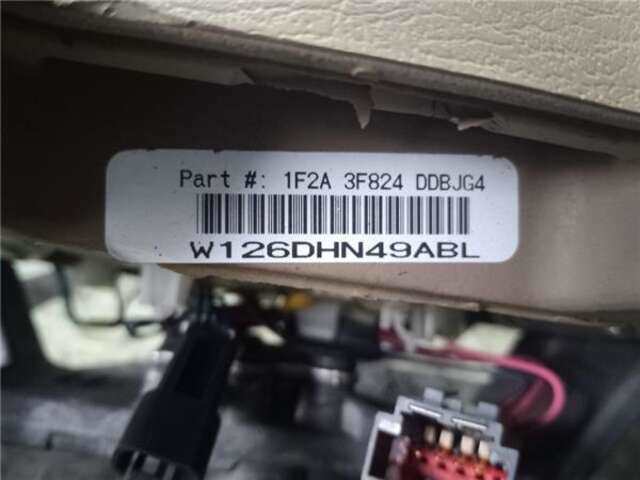 Part #: 1F2A 3F824 DDBJG4
W126DHN49ABL